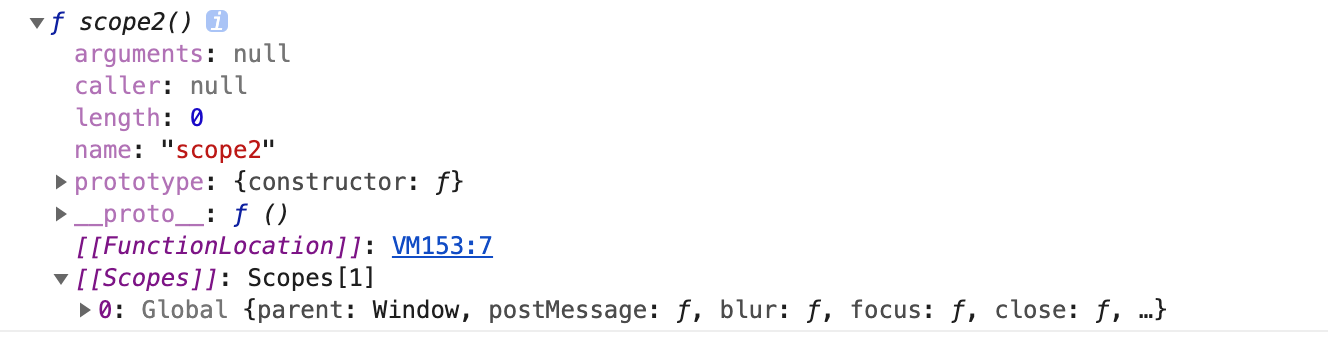 ▼ƒ scope2() i
arguments: null
caller: null
length: 0
name: "scope2"
▶prototype: {constructor: ƒ}
▶__proto__: ƒ ()
[[FunctionLocation]]: VM153:7
▼[[Scopes]]: Scopes[1]
▶0: Global {parent: Window, postMessage: ƒ, blur: ƒ, focus: ƒ, close: ƒ, …}